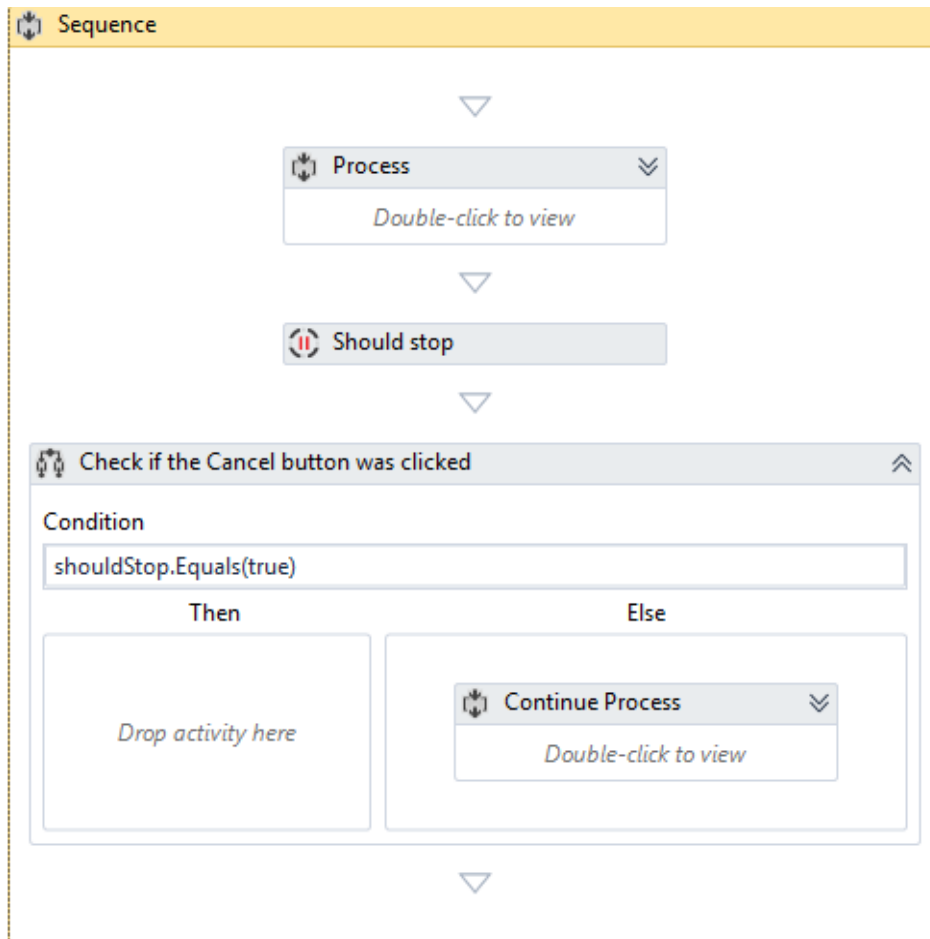 Sequence
Process
Double-click to view
Should stop
Check if the Cancel button was clicked
Condition
shouldStop.Equals(true)
Then Else
Drop activity here
Continue Process
Double-click to view